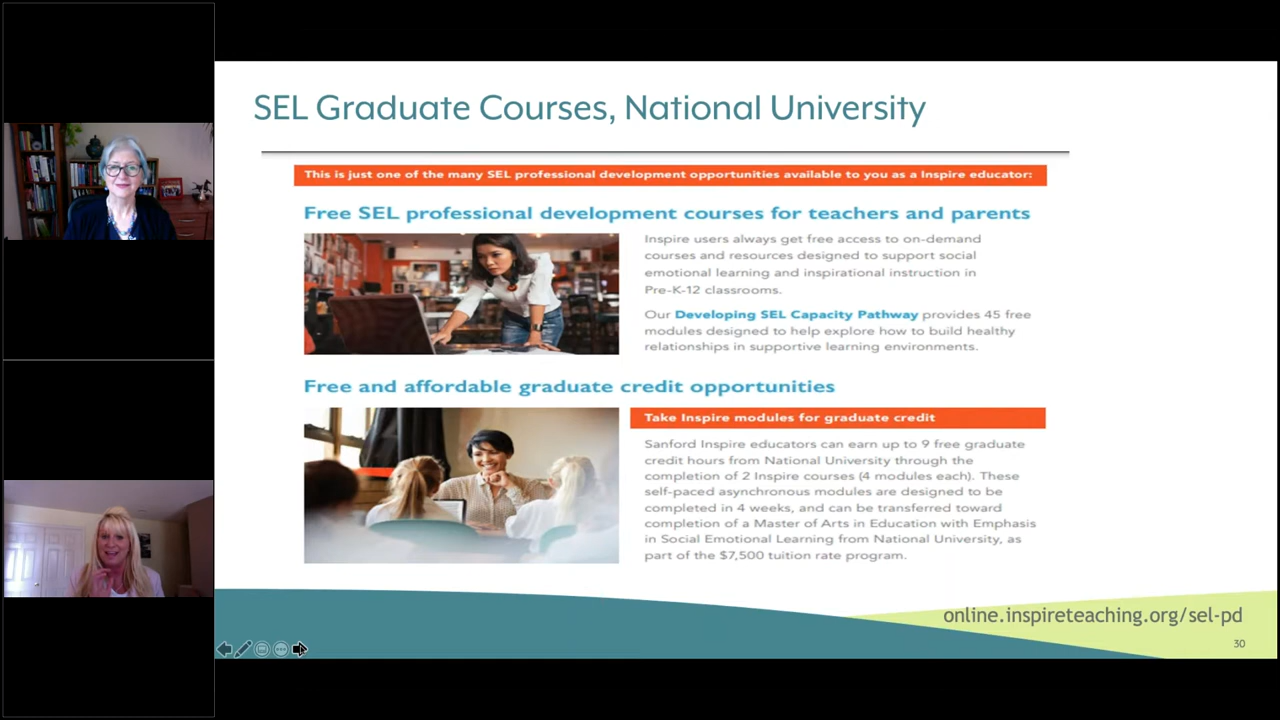 SEL Graduate Courses, National University
This is just one of the many SEL professional development opportunities available to you as a Inspire educator:
Free SEL professional development courses for teachers and parents
Inspire users always get free access to on-demand
courses and resources designed to support social
emotional learning and inspirational instruction in
Pre-K-12 classrooms.
Our Developing SEL Capacity Pathway provides 45 free
modules designed to help explore how to build healthy
relationships in supportive learning environments.
Free and affordable graduate credit opportunities
Take Inspire modules for graduate credit
Sanford Inspire educators can earn up to 9 free graduate
credit hours from National University through the
completion of 2 Inspire courses (4 modules each). These
self-paced asynchronous modules are designed to be
completed in 4 weeks, and can be transferred toward
completion of a Master of Arts in Education with Emphasis
in Social Emotional Learning from National University, as
part of the $7,500 tuition rate program.
online.inspireteaching.org/sel-pd
30